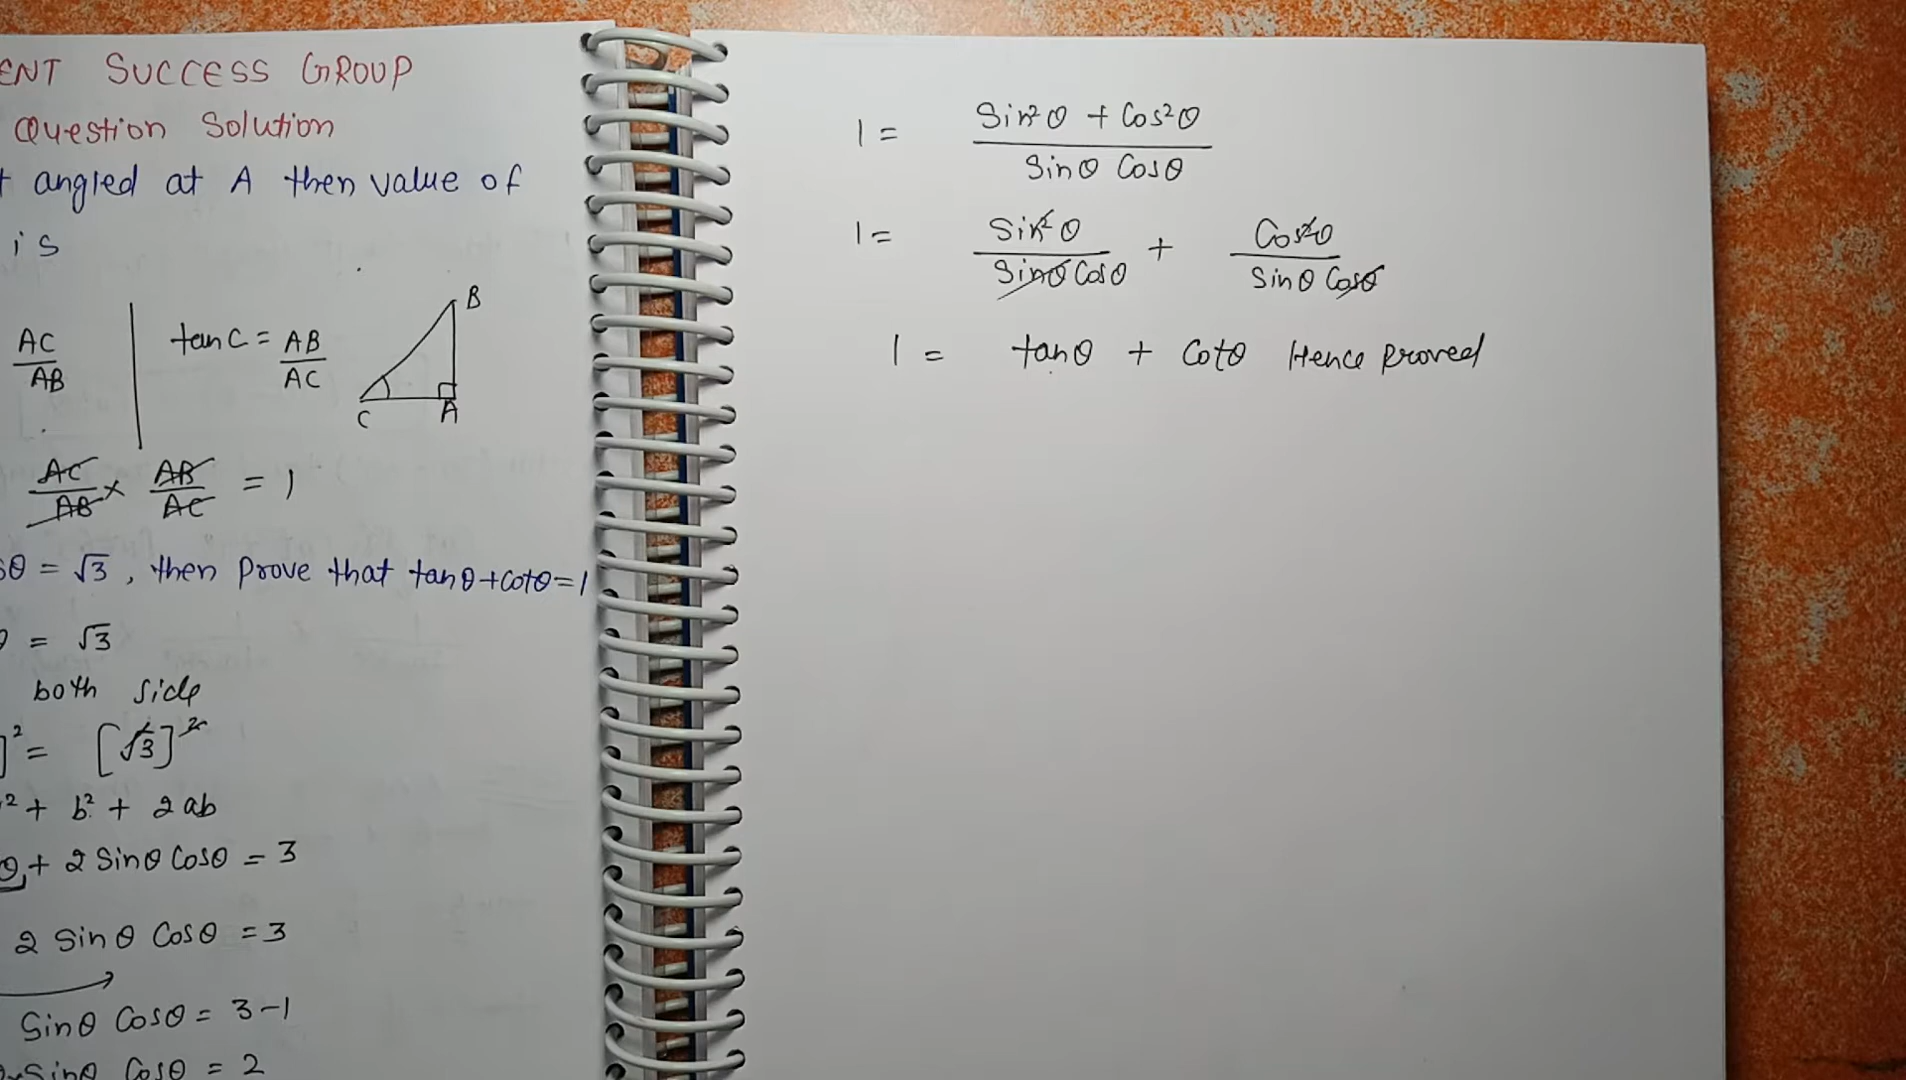 ENT SUCCESS GROUP
Question Solution
angled at A then value of
is
AC
AB
tan C = AB
AC
B
C
A
AC × AB = 1
AB AC
θ = √3, then prove that tanθ+cotθ=1
= √3
both side
]² = [√3]²
² + b² + 2ab
θ + 2 Sinθ Cosθ = 3
2 Sinθ Cosθ = 3
Sinθ Cosθ = 3-1
Sinθ Cosθ = 2
1 = Sin²θ + Cos²θ
Sinθ Cosθ
1 = Sin²θ + Cos²θ
Sinθ Cosθ Sinθ Cosθ
1 = tanθ + Cotθ Hence proved